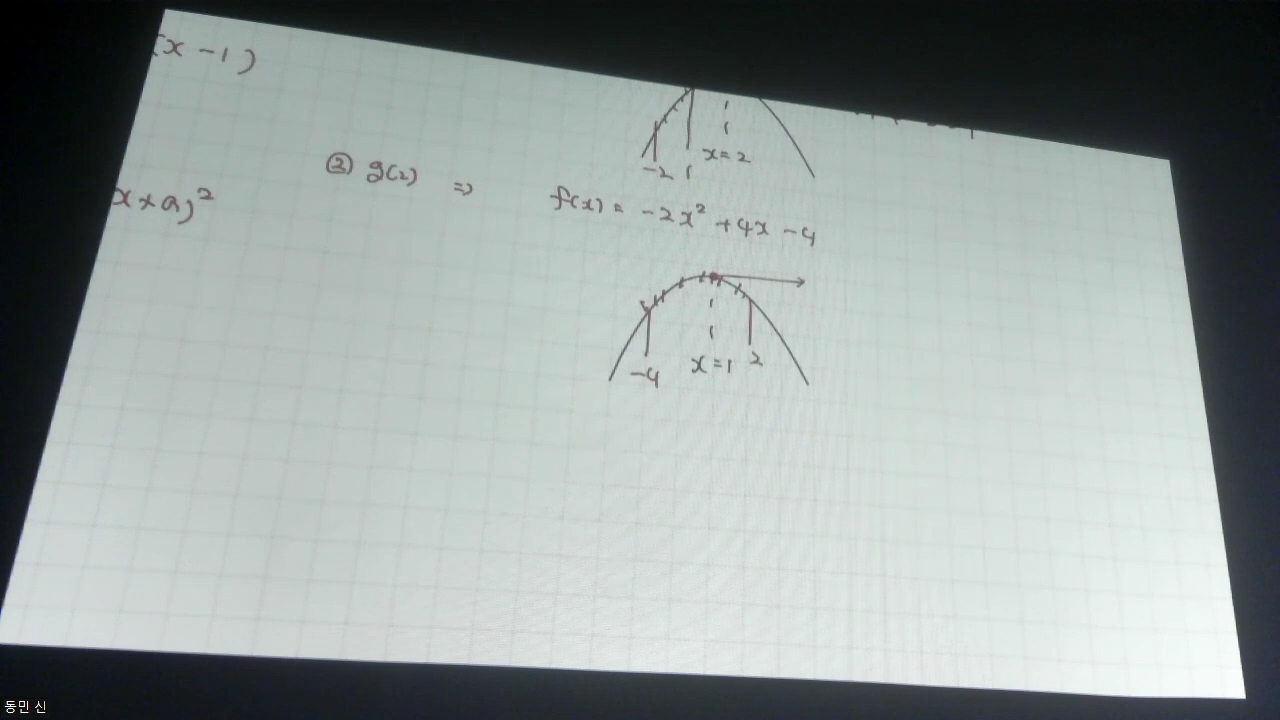 (x - 1)
x = 2
-2 1
② g(2) ⇒ f(x) = -2x² + 4x - 4
x + a)²
-4 x = 1 2
동민 신